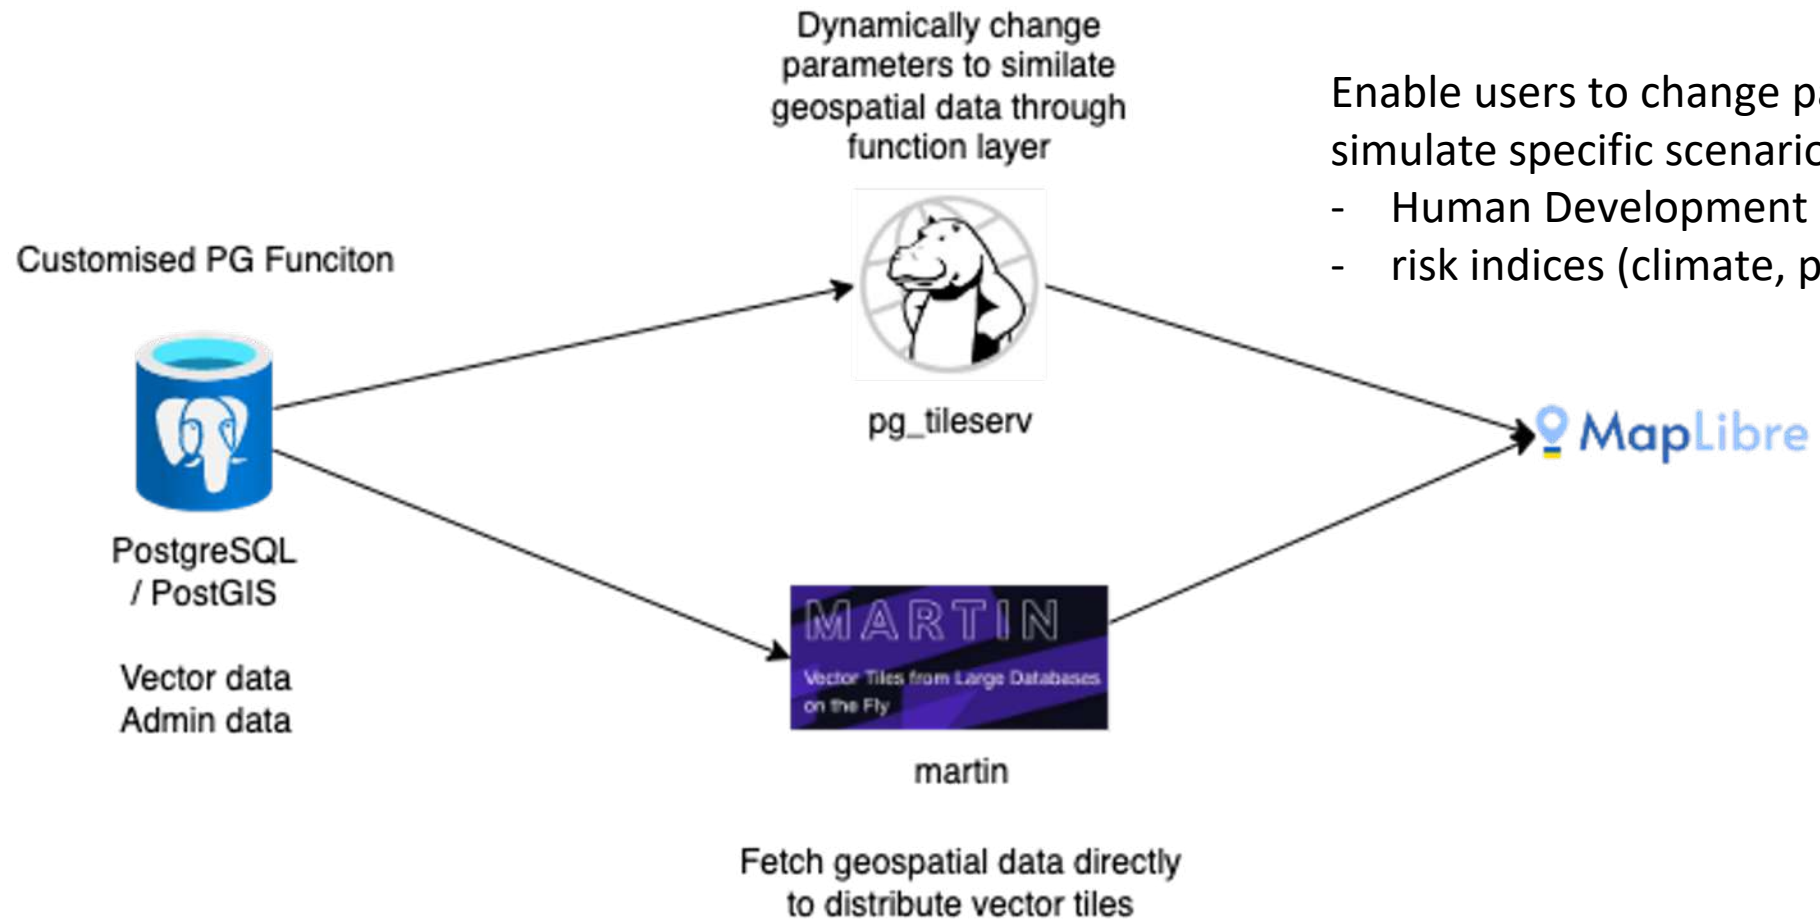 Dynamically change
parameters to similate
geospatial data through
function layer
Enable users to change
simulate specific
- Human Development
- risk indices (climate,
Customised PG Funciton
pg_tileserv
MapLibre
PostgreSQL
/ PostGIS
Vector data
Admin data
MARTIN
Vector Tiles from Large Databases
on the Fly
martin
Fetch geospatial data directly
to distribute vector tiles